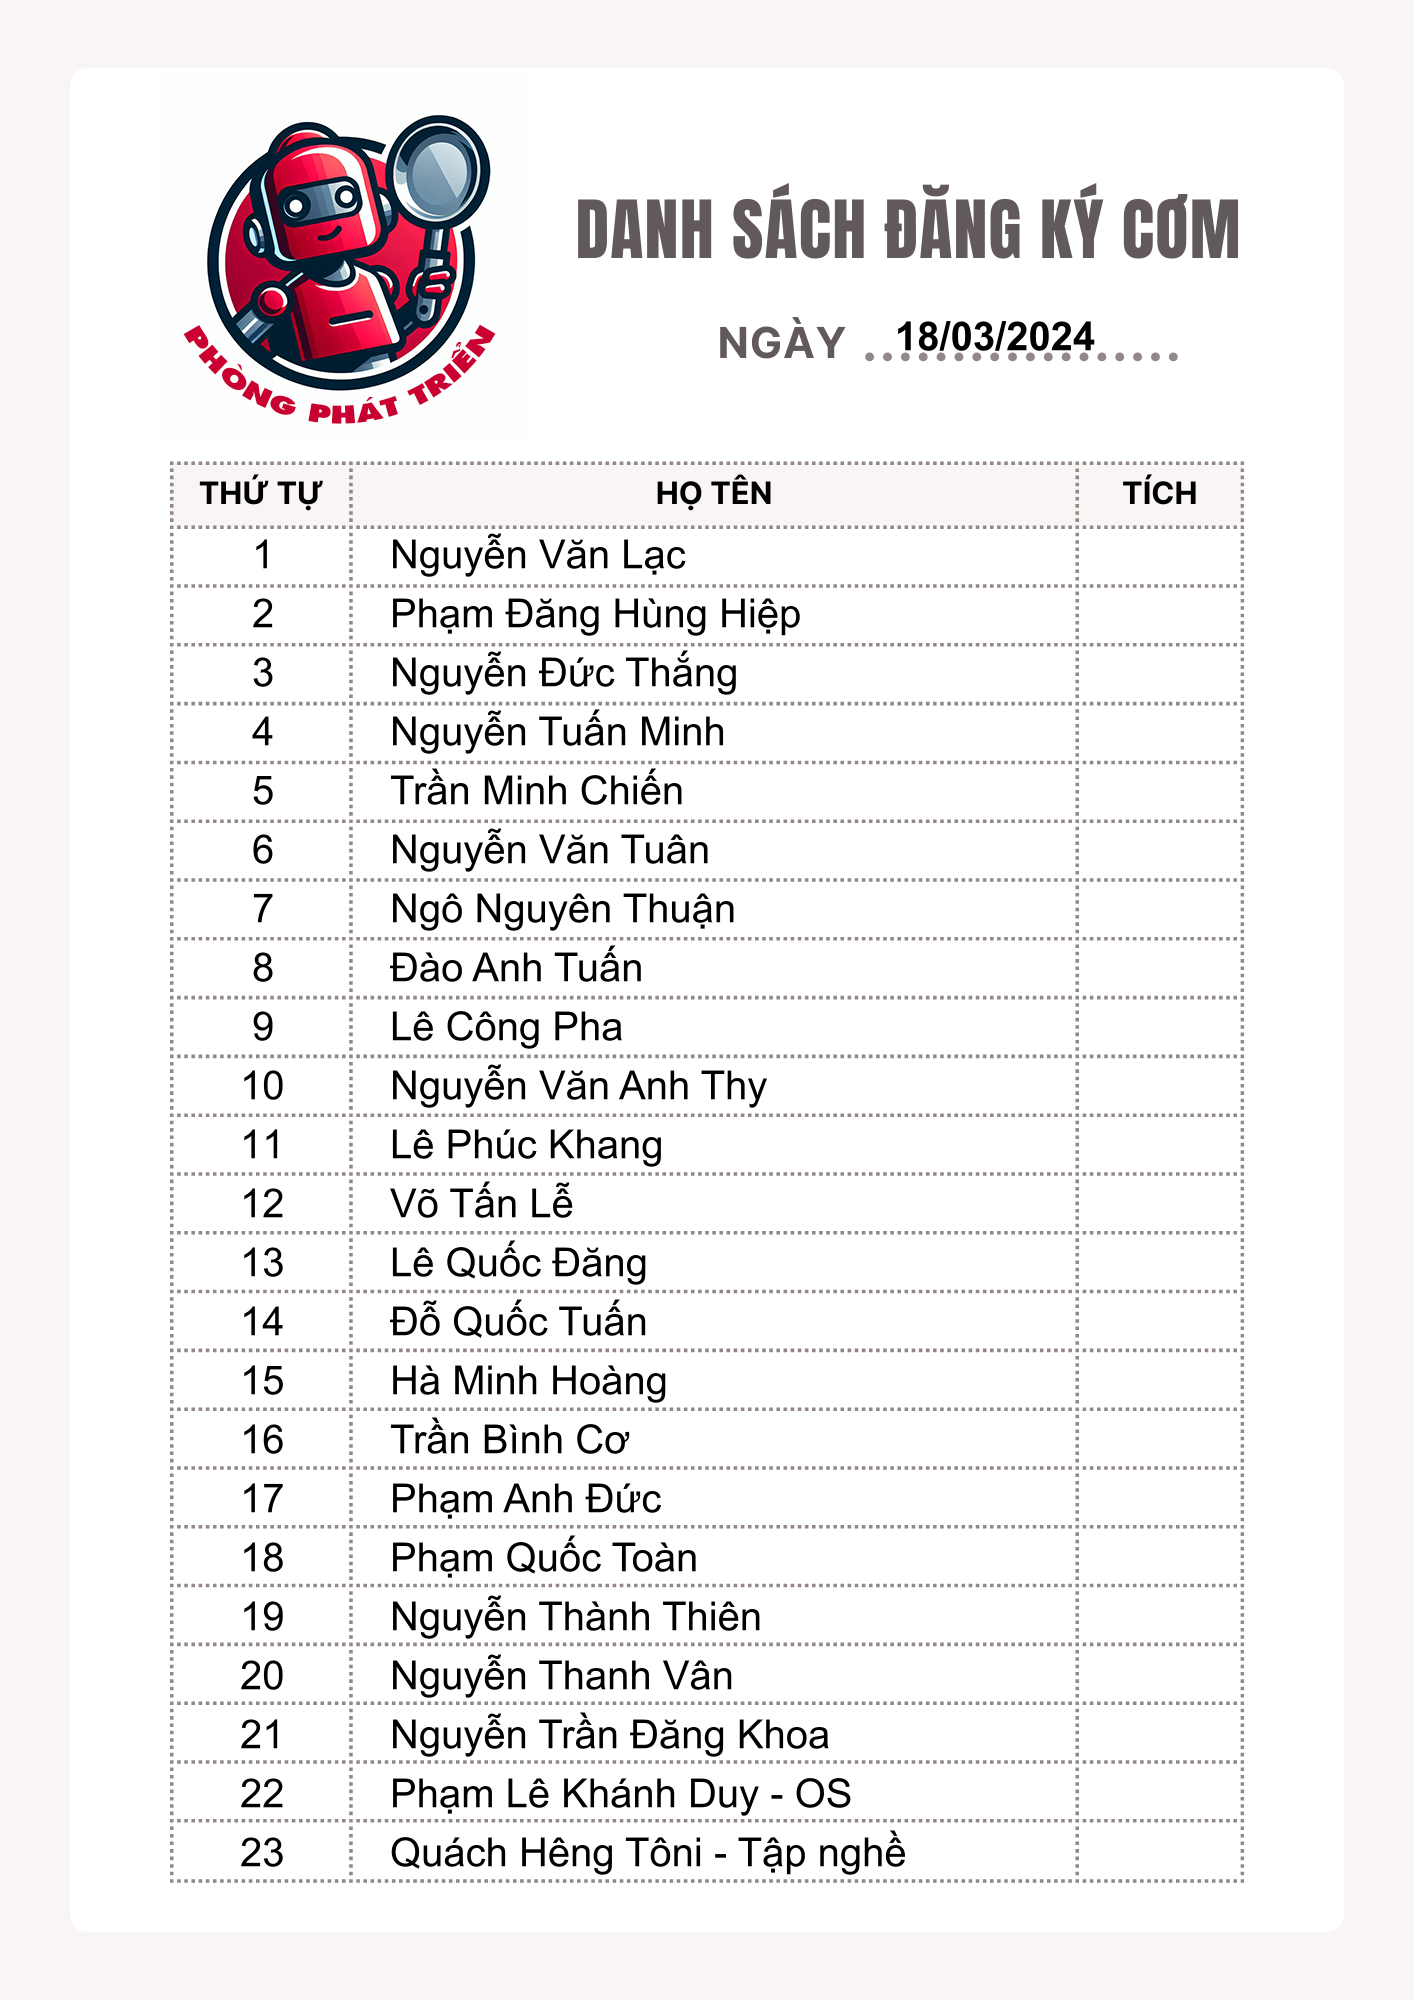 PHÒNG PHÁT TRIỂN
DANH SÁCH ĐĂNG KÝ CƠM
NGÀY 18/03/2024
THỨ TỰ HỌ TÊN TÍCH
1 Nguyễn Văn Lạc
2 Phạm Đăng Hùng Hiệp
3 Nguyễn Đức Thắng
4 Nguyễn Tuấn Minh
5 Trần Minh Chiến
6 Nguyễn Văn Tuân
7 Ngô Nguyên Thuận
8 Đào Anh Tuấn
9 Lê Công Pha
10 Nguyễn Văn Anh Thy
11 Lê Phúc Khang
12 Võ Tấn Lễ
13 Lê Quốc Đăng
14 Đỗ Quốc Tuấn
15 Hà Minh Hoàng
16 Trần Bình Cơ
17 Phạm Anh Đức
18 Phạm Quốc Toàn
19 Nguyễn Thành Thiên
20 Nguyễn Thanh Vân
21 Nguyễn Trần Đăng Khoa
22 Phạm Lê Khánh Duy - OS
23 Quách Hêng Tôni - Tập nghề